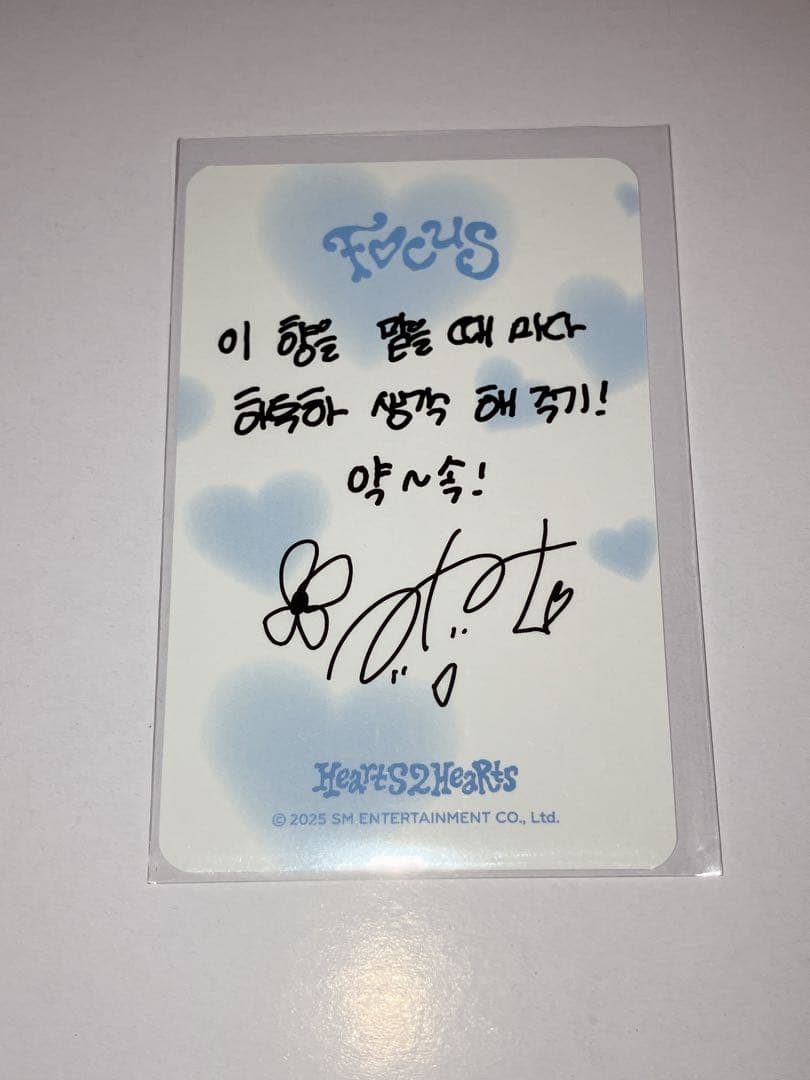 Focus
이 향을 맡을 때 마다
하츄하 생각 해 주기!
약~속!
Hearts2Hearts
© 2025 SM ENTERTAINMENT CO., Ltd.